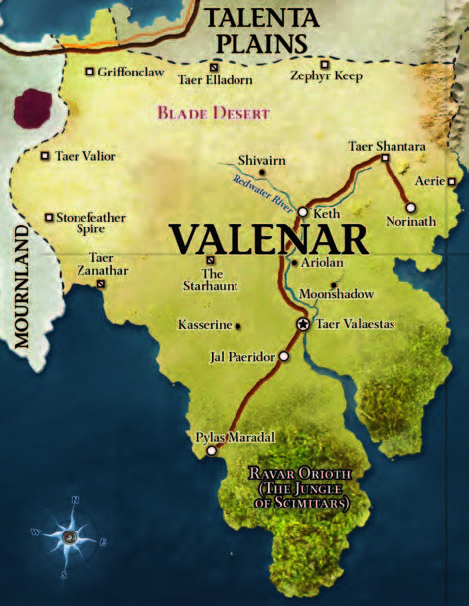 TALENTA
PLAINS
Griffonclaw
Taer Elladorn
Zephyr Keep
BLADE DESERT
Taer Valior
Shivairn
Taer Shantara
Redwater River
Aerie
Keth
Norinath
Stonefeather
Spire
VALENAR
MOURNLAND
Taer
Zanathar
The
Starhaunt
Ariolan
Moonshadow
Kasserine
Taer Valaestas
Jal Paeridor
Pylas Maradal
RAVAR ORIOTH
(THE JUNGLE
OF SCIMITARS)
N
W
E
S